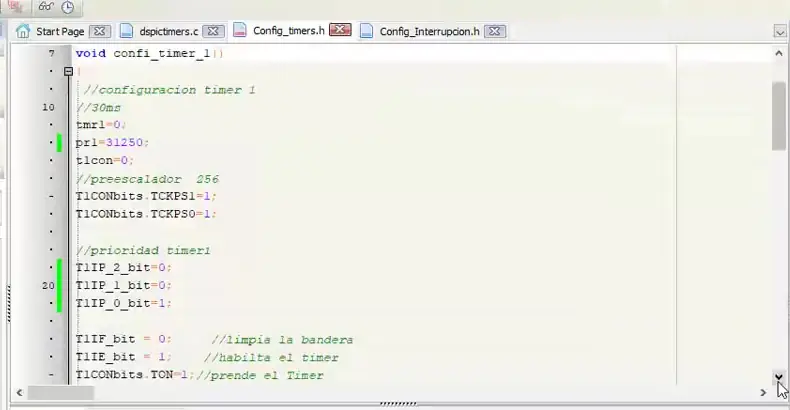 Start Page
dspictimers.c
Config_timers.h
Config_Interrupcion.h
7 void confi_timer_1()
{
//configuracion timer 1
10 //30ms
tmr1=0;
pr1=31250;
t1con=0;
//preescalador 256
T1CONbits.TCKPS1=1;
T1CONbits.TCKPS0=1;
//prioridad timer1
T1IP_2_bit=0;
20 T1IP_1_bit=0;
T1IP_0_bit=1;
T1IF_bit = 0; //limpia la bandera
T1IE_bit = 1; //habilta el timer
T1CONbits.TON=1;//prende el Timer